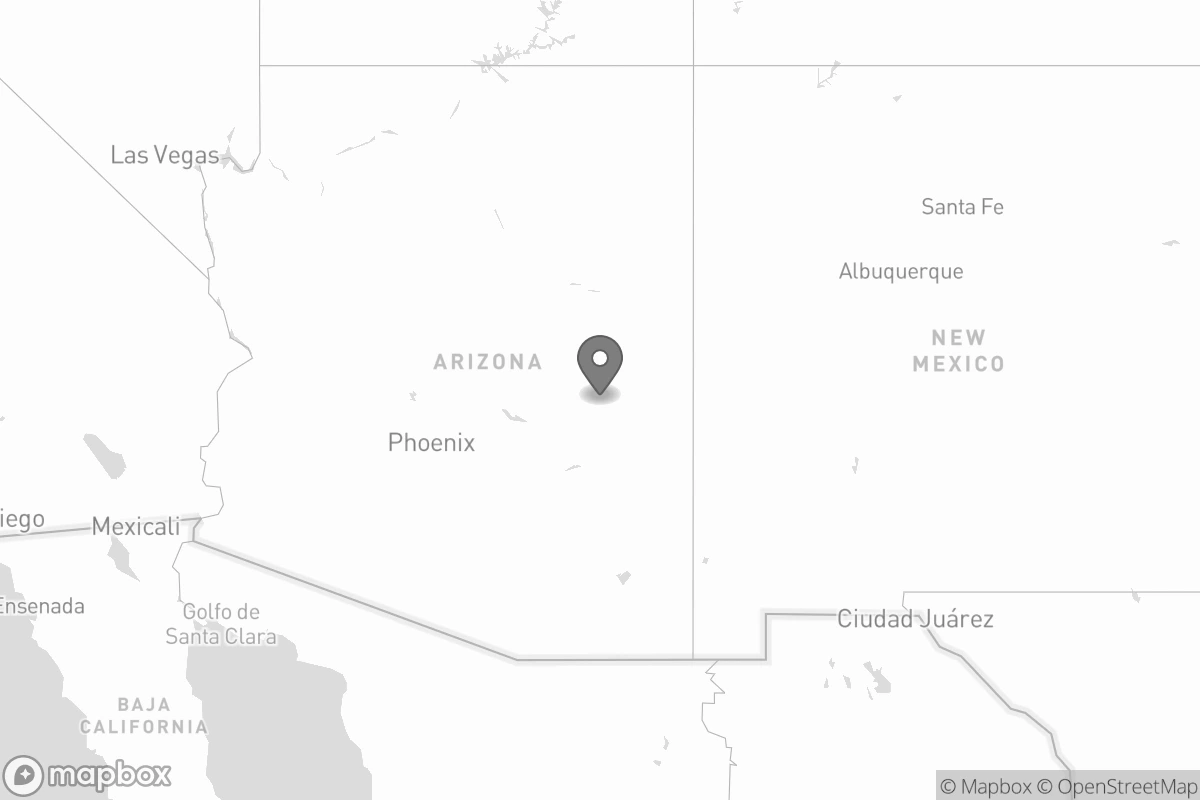 Las Vegas
Santa Fe
Albuquerque
NEW
MEXICO
ARIZONA
Phoenix
iego
Mexicali
Ensenada
Golfo de
Santa Clara
Ciudad Juárez
BAJA
CALIFORNIA
mapbox
© Mapbox © OpenStreetMap